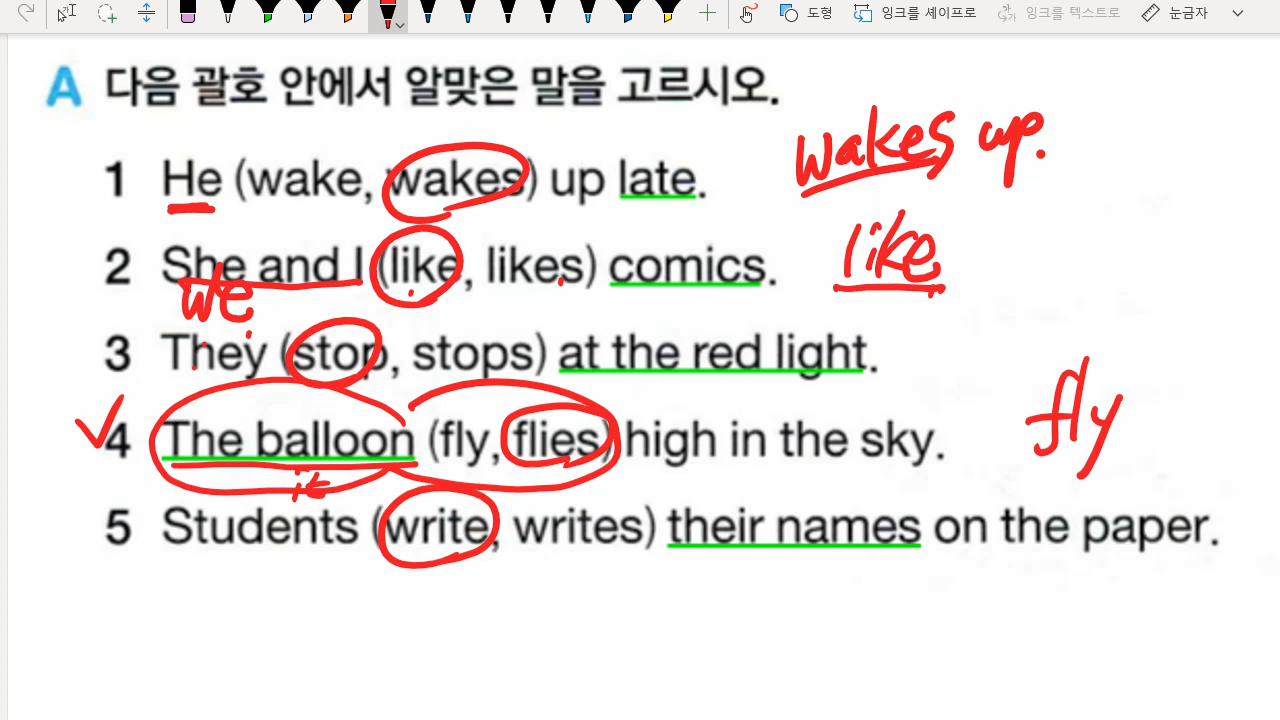 도형 잉크를 셰이프로 잉크를 텍스트로 눈금자
A 다음 괄호 안에서 알맞은 말을 고르시오.
wakes up.
1 He (wake, wakes) up late.
like
2 She and I (like, likes) comics.
we
3 They (stop, stops) at the red light.
fly
4 The balloon (fly, flies) high in the sky.
it
5 Students (write, writes) their names on the paper.